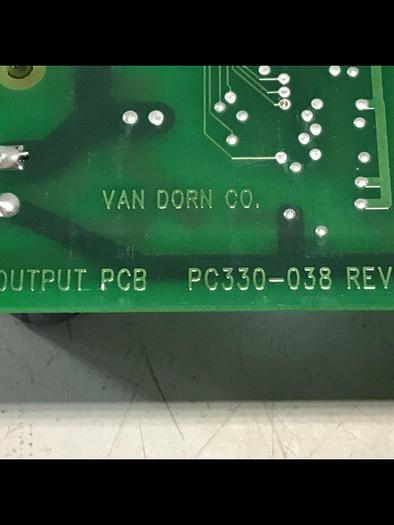 VAN DORN CO.
OUTPUT PCB PC330-038 REV